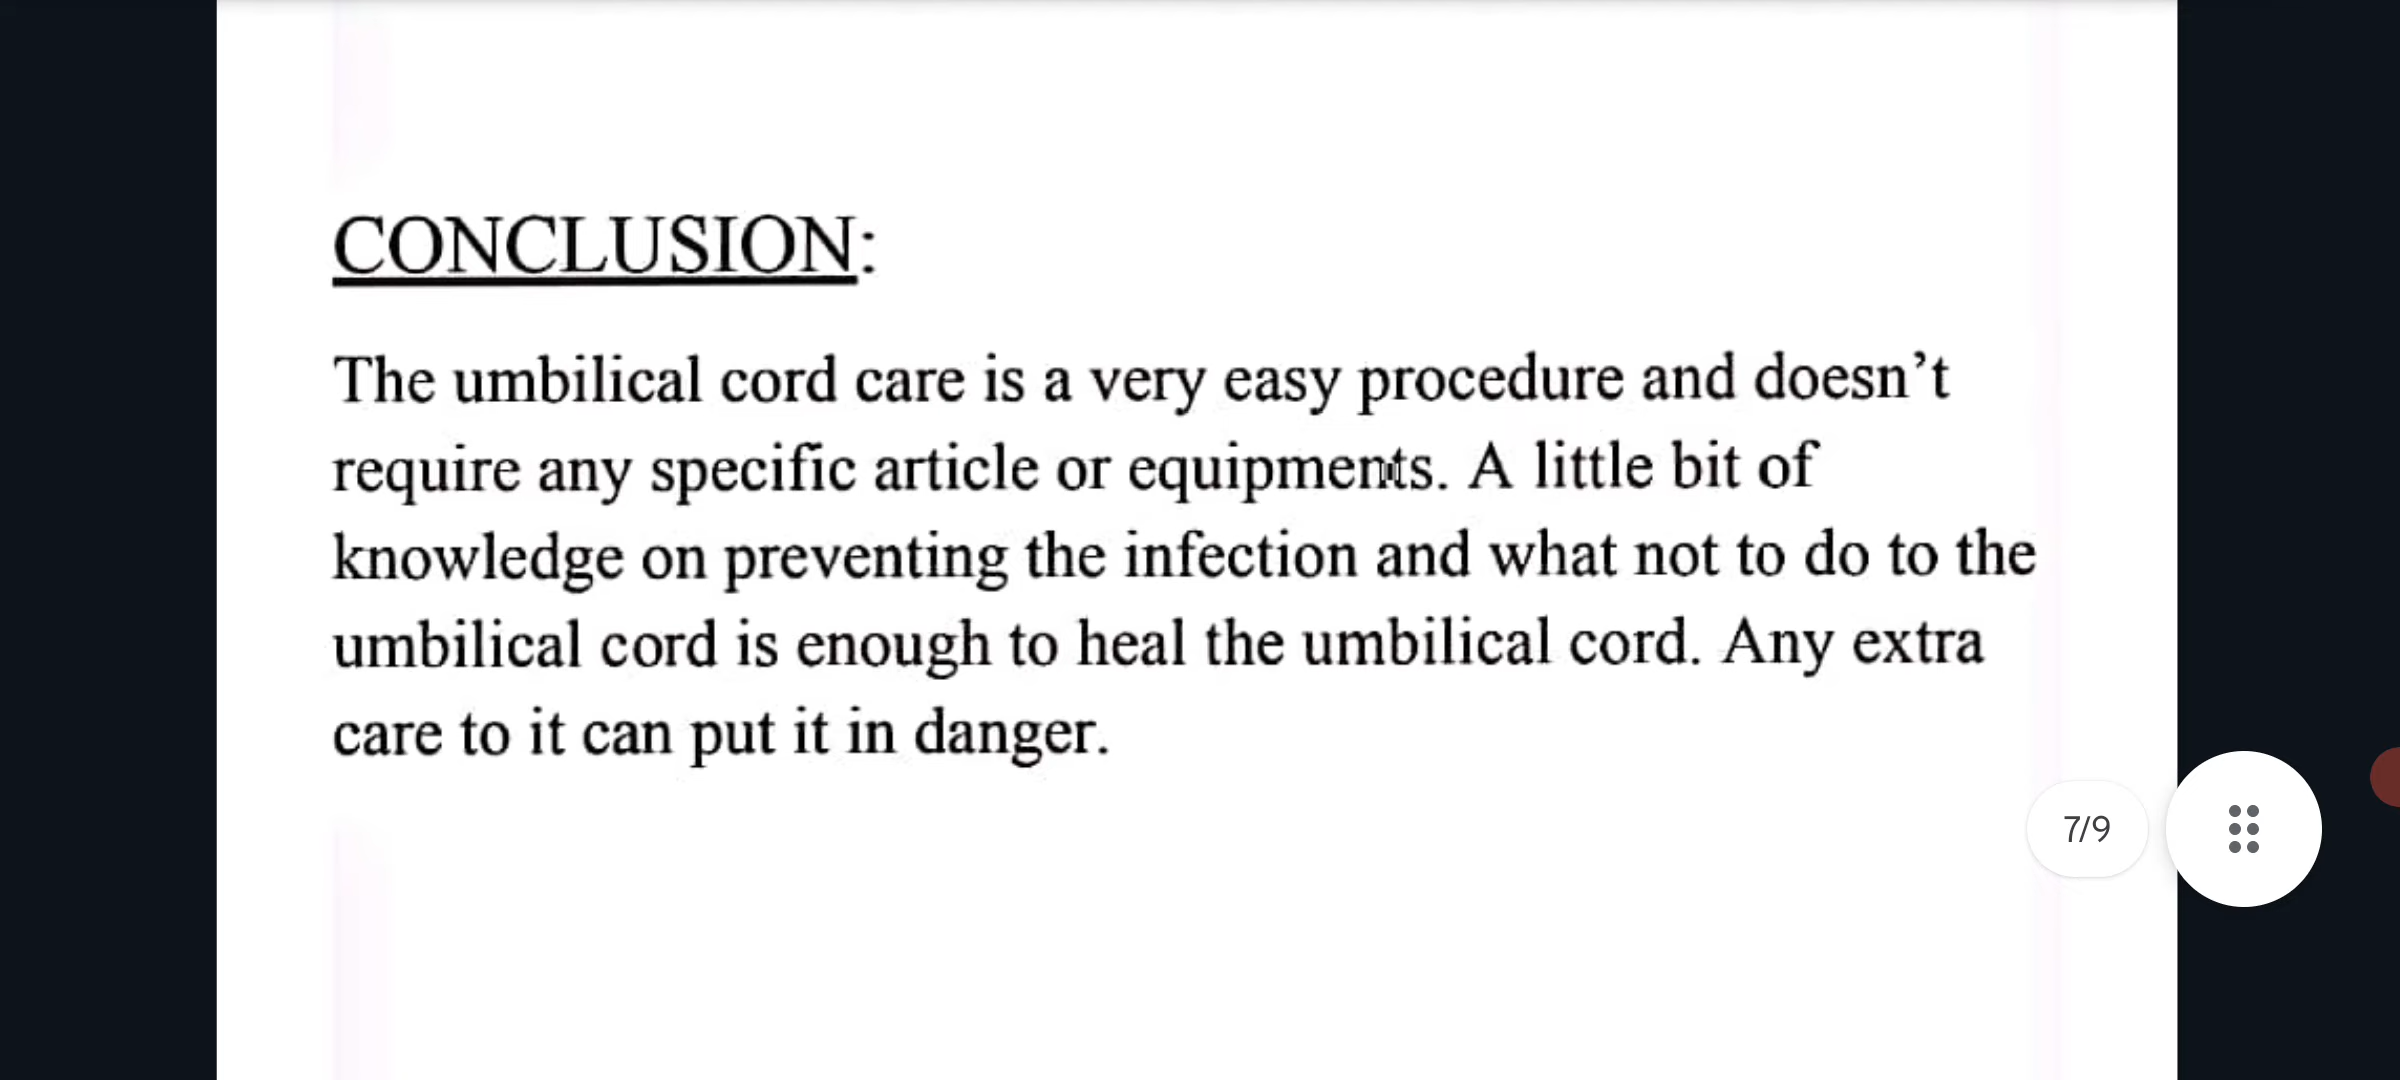 CONCLUSION:
The umbilical cord care is a very easy procedure and doesn’t
require any specific article or equipments. A little bit of
knowledge on preventing the infection and what not to do to the
umbilical cord is enough to heal the umbilical cord. Any extra
care to it can put it in danger.
7/9